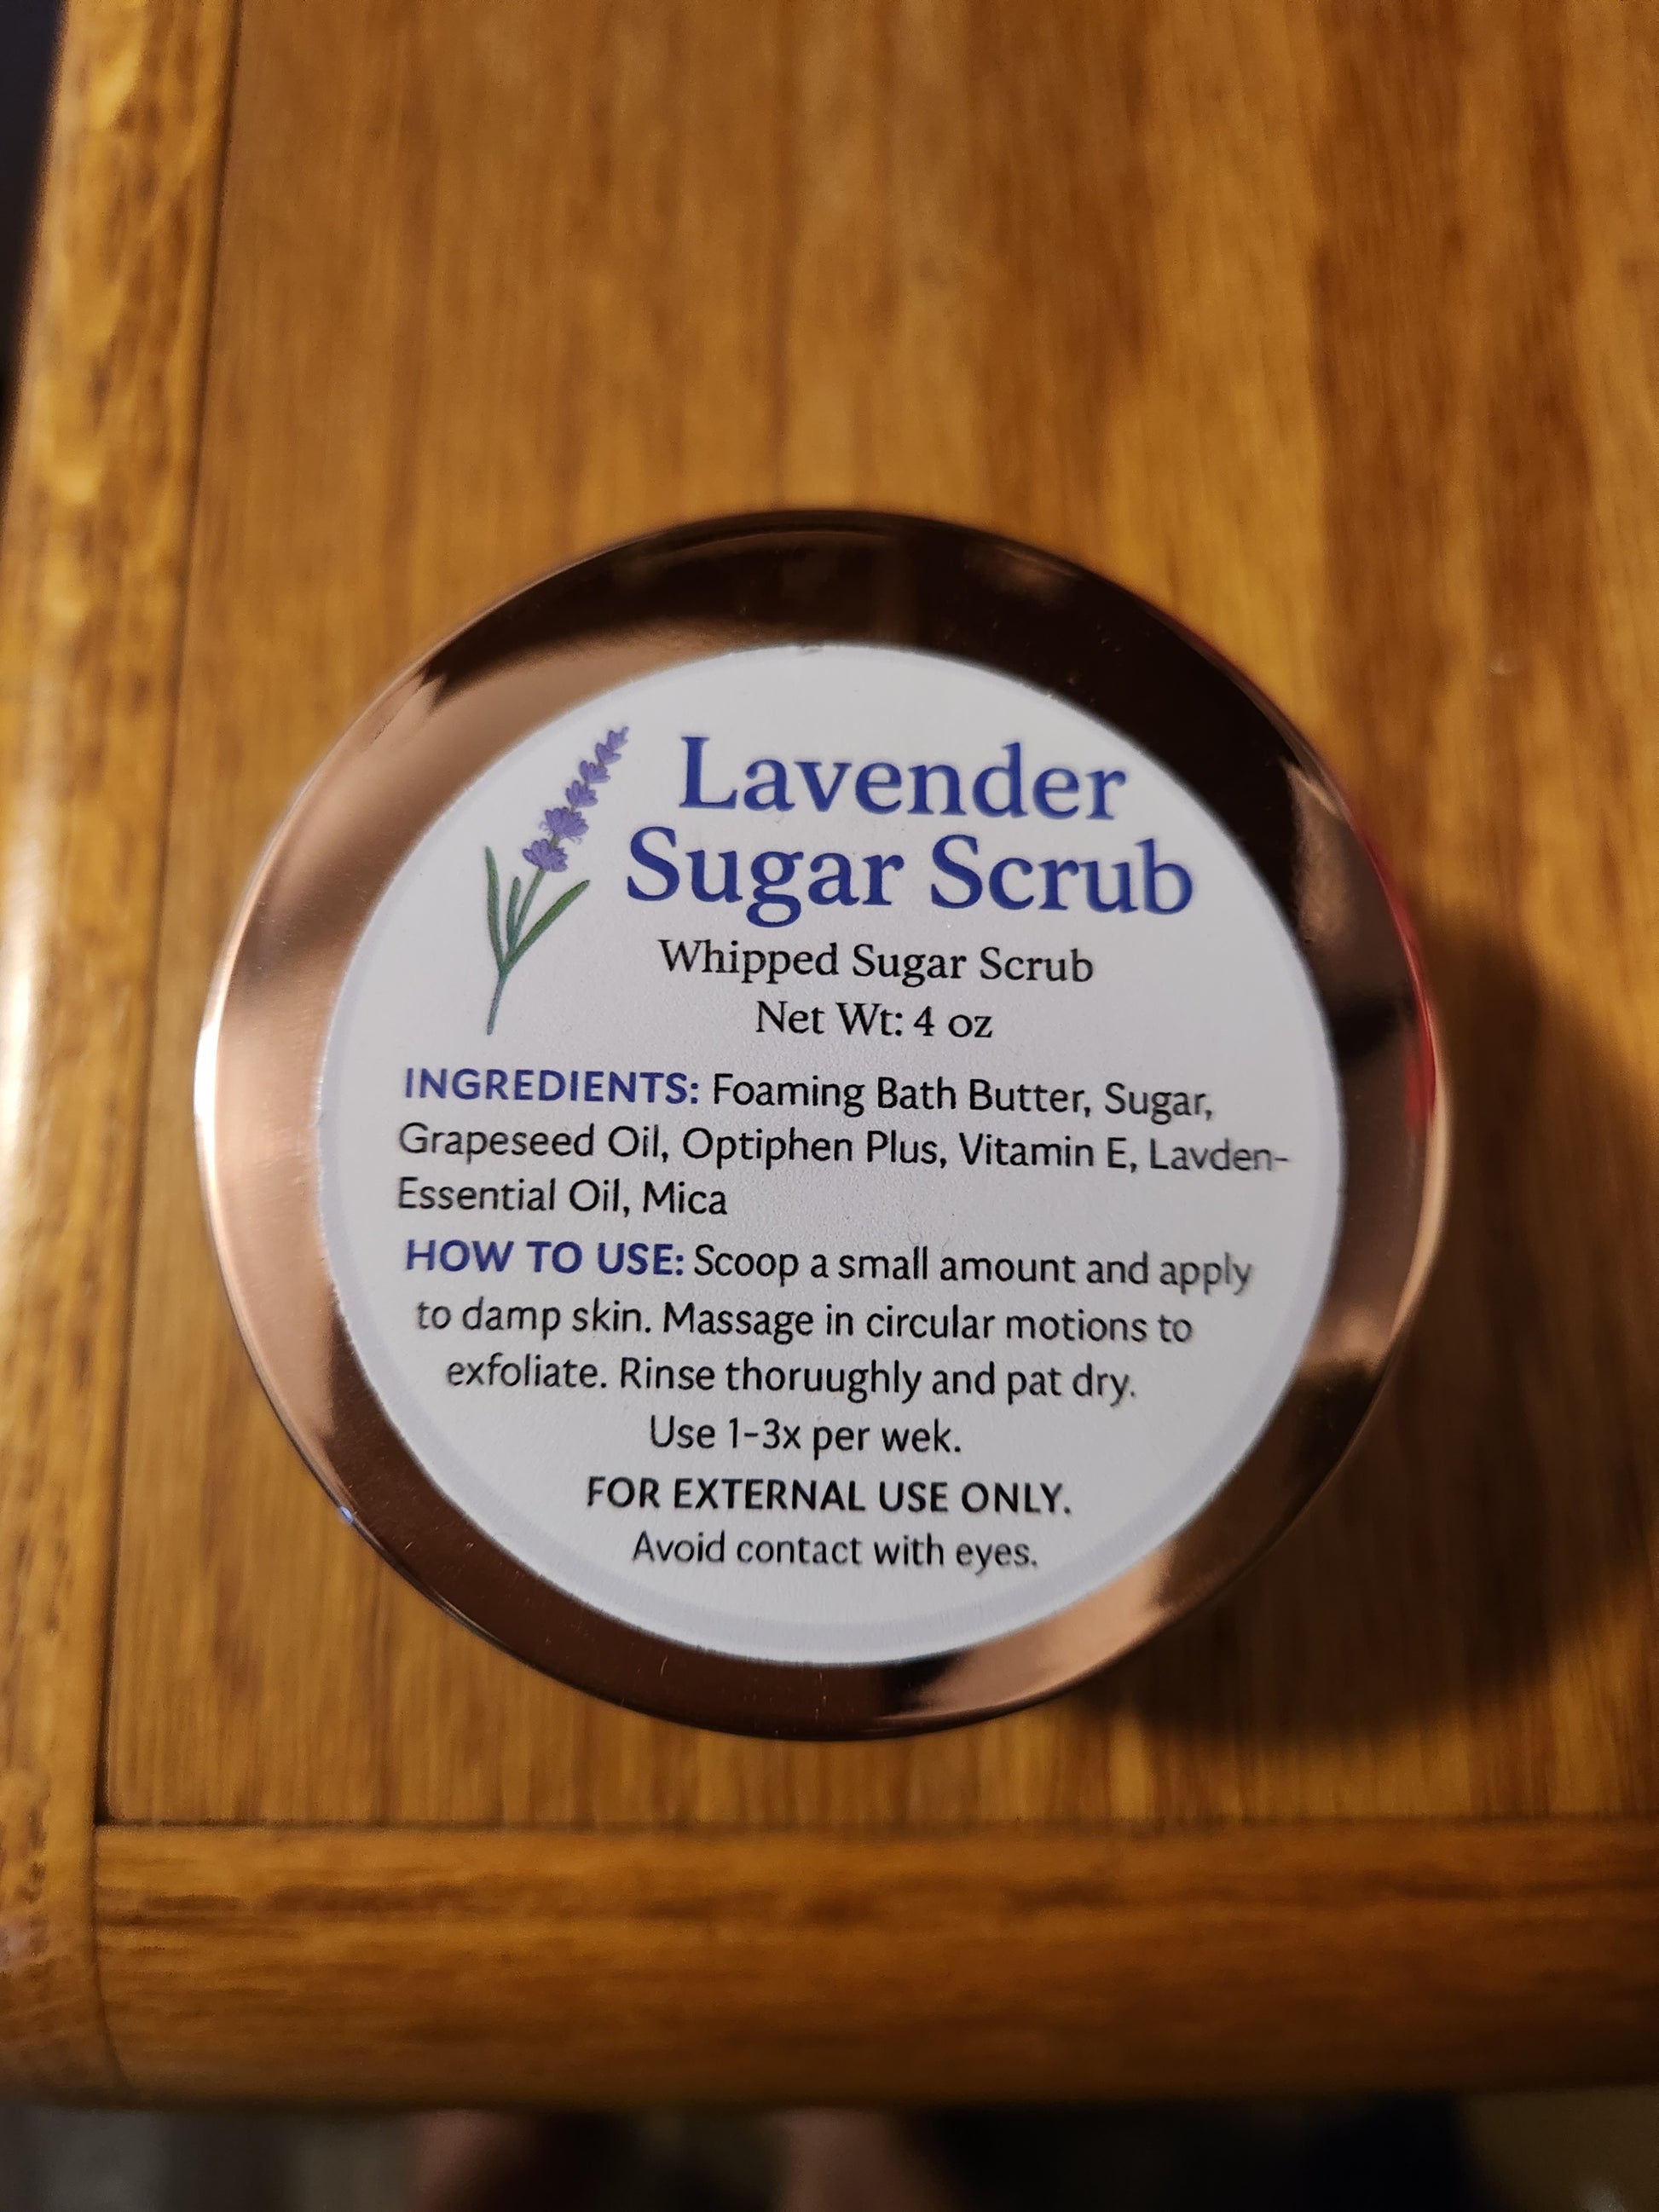 Lavender
Sugar Scrub
Whipped Sugar Scrub
Net Wt: 4 oz
INGREDIENTS: Foaming Bath Butter, Sugar,
Grapeseed Oil, Optiphen Plus, Vitamin E, Lavden-
Essential Oil, Mica
HOW TO USE: Scoop a small amount and apply
to damp skin. Massage in circular motions to
exfoliate. Rinse thoruughly and pat dry.
Use 1-3x per wek.
FOR EXTERNAL USE ONLY.
Avoid contact with eyes.